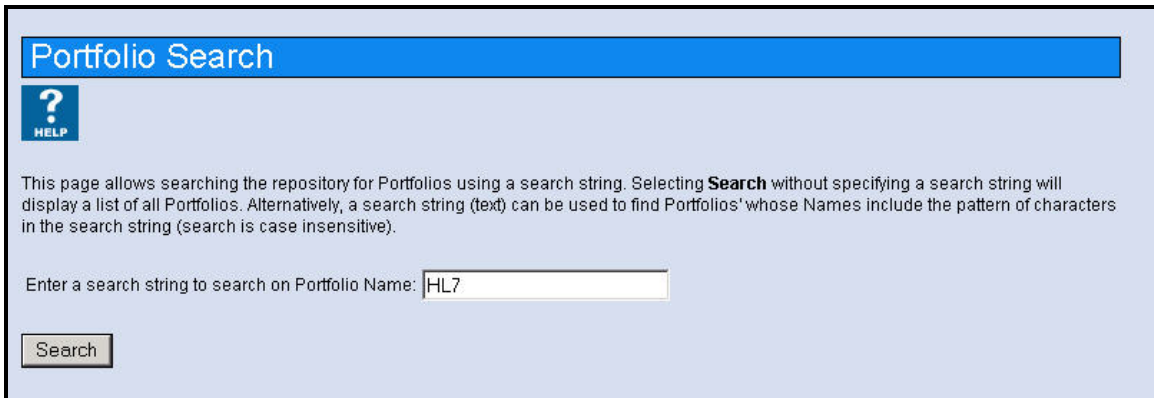 Portfolio Search
?
HELP
This page allows searching the repository for Portfolios using a search string. Selecting Search without specifying a search string will
display a list of all Portfolios. Alternatively, a search string (text) can be used to find Portfolios' whose Names include the pattern of characters
in the search string (search is case insensitive).
Enter a search string to search on Portfolio Name: HL7
Search